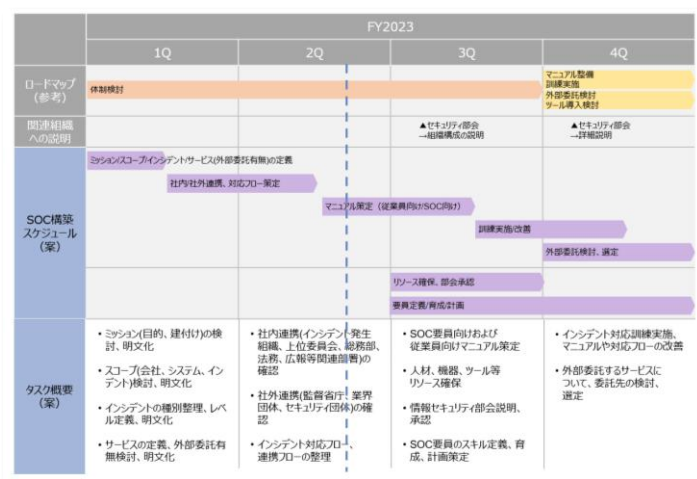 FY2023
1Q
2Q
3Q
4Q
ロードマップ
(参考)
体制検討
マニュアル整備
訓練実施
外部委託検討
ツール導入検討
関連組織
への説明
▲セキュリティ部会
→組織構成の説明
▲セキュリティ部会
→詳細説明
SOC構築
スケジュール
(案)
ミッション/スコープ/インシデント/サービス(外部委託有無)の定義
社内/社外連携、対応フロー策定
マニュアル策定（従業員向け/SOC向け）
訓練実施/改善
外部委託検討、選定
リソース確保、部会承認
要員定義/育成/計画
タスク概要
(案)
・ミッション(目的、建付け)の検
討、明文化
・スコープ(会社、システム、イン
デント)検討、明文化
・インシデントの種別整理、レベ
ル定義、明文化
・サービスの定義、外部委託有
無検討、明文化
・社内連携(インシデント発生
組織、上位委員会、総務部、
法務、広報等関連部署)の
確認
・社外連携(監督省庁、業界
団体、セキュリティ団体)の確
認
・インシデント対応フロー、
連携フローの整理
・SOC要員向けおよび
従業員向けマニュアル策定
・人材、機器、ツール等
リソース確保
・情報セキュリティ部会説明、
承認
・SOC要員のスキル定義、育
成、計画策定
・インシデント対応訓練実施、
マニュアルや対応フローの改善
・外部委託するサービスに
ついて、委託先の検討、
選定